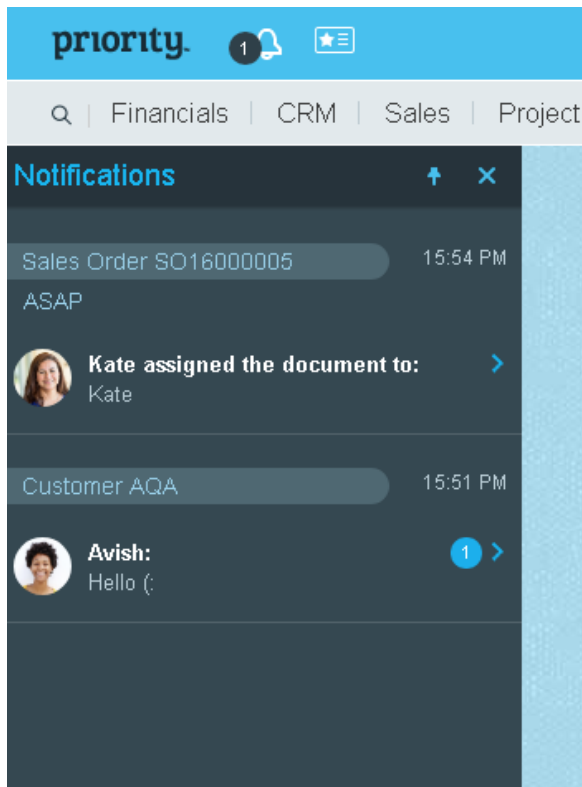 priority.
1
Financials | CRM | Sales | Project
Notifications
Sales Order SO16000005
15:54 PM
ASAP
Kate assigned the document to:
Kate
Customer AQA
15:51 PM
Avish:
1
Hello (: